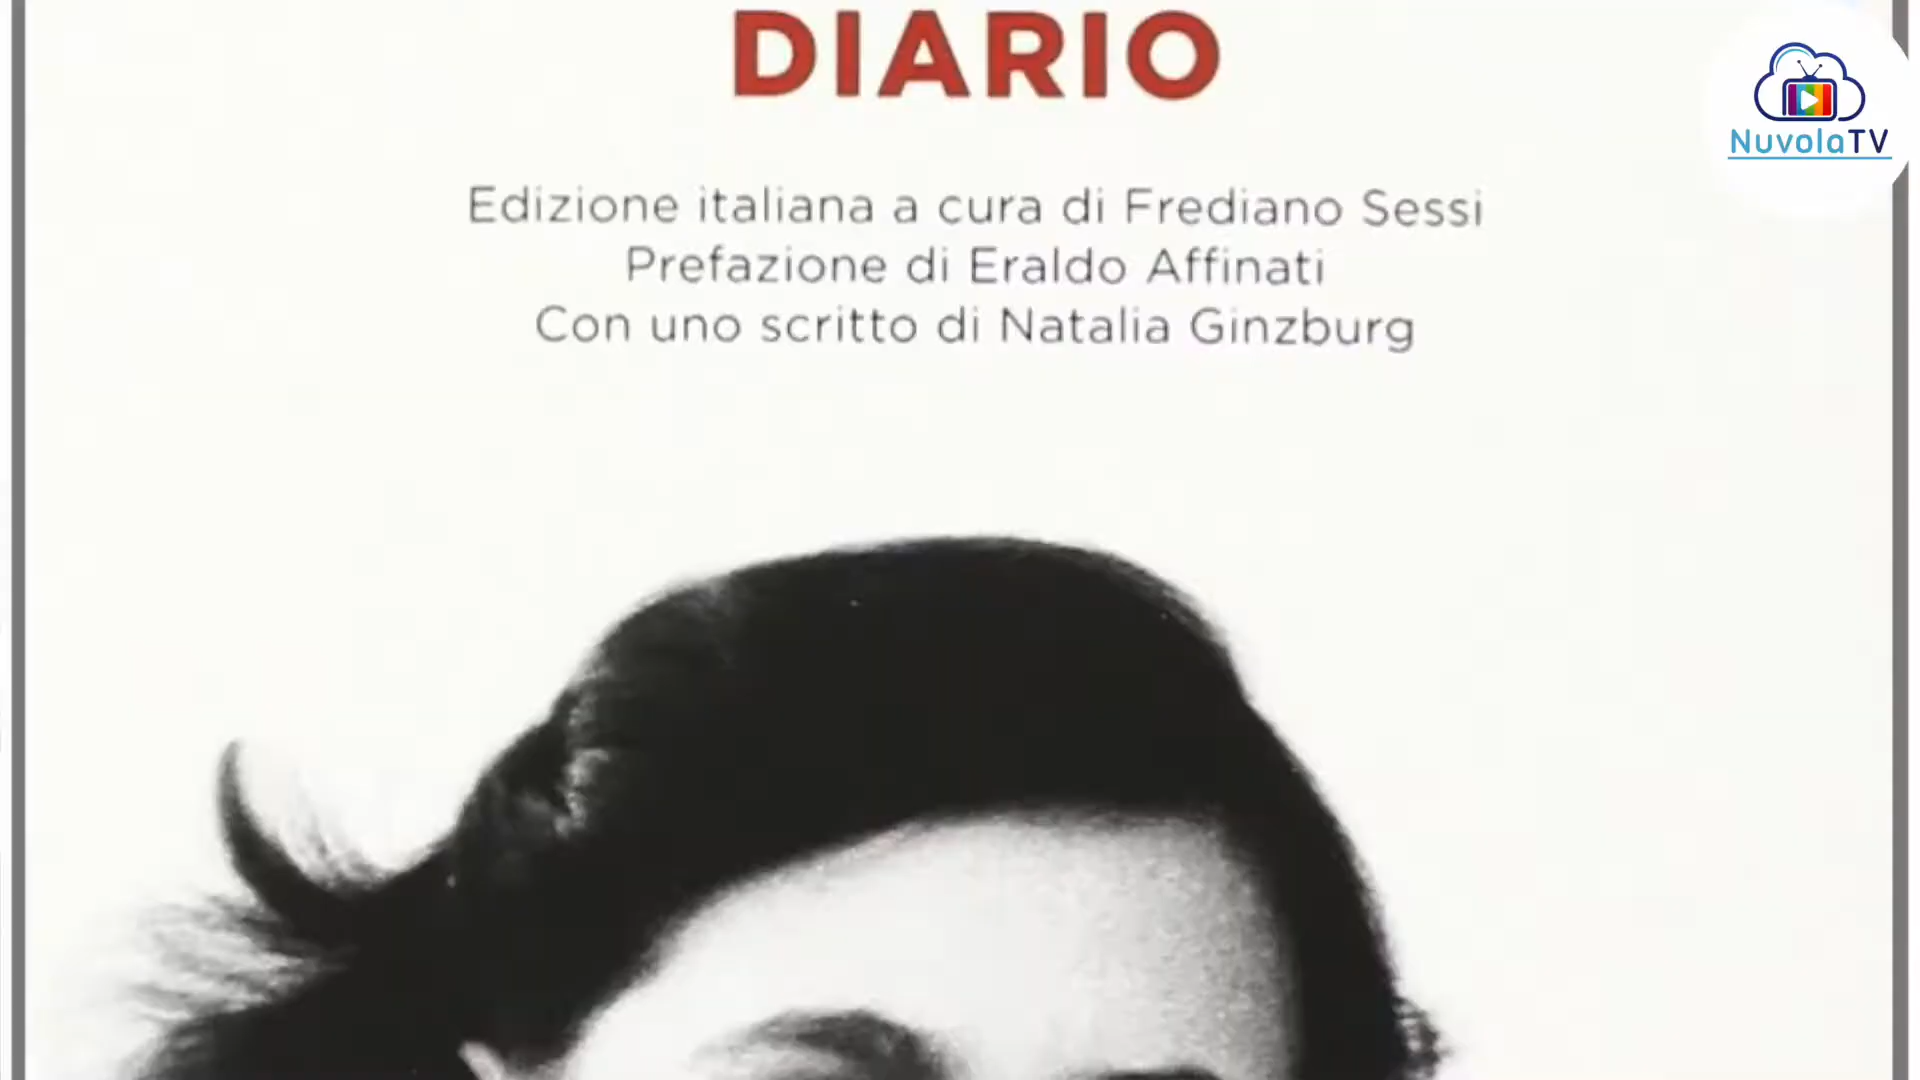 DIARIO
NuvolaTV
Edizione italiana a cura di Frediano Sessi
Prefazione di Eraldo Affinati
Con uno scritto di Natalia Ginzburg